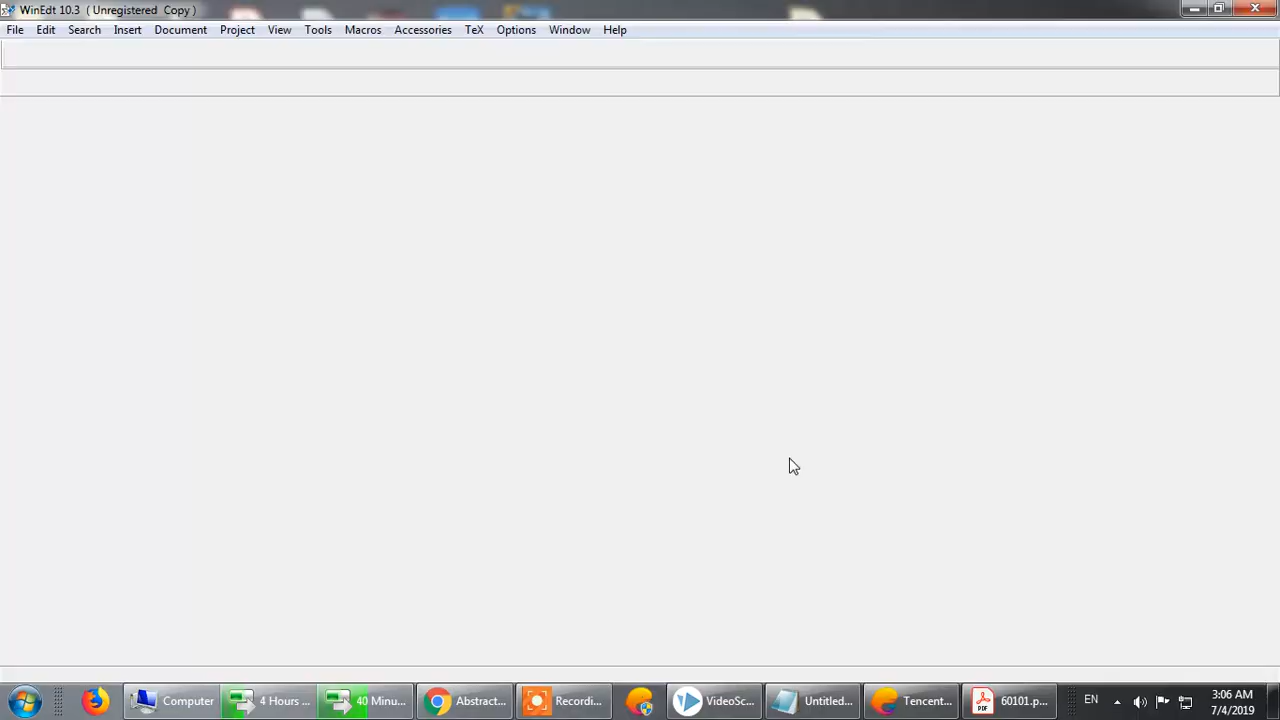 WinEdt 10.3 ( Unregistered Copy )
File Edit Search Insert Document Project View Tools Macros Accessories TeX Options Window Help
Computer 4 Hours ... 40 Minu... Abstract... Recordi... VideoSc... Untitled... Tencent... 60101.p... EN 3:06 AM
7/4/2019